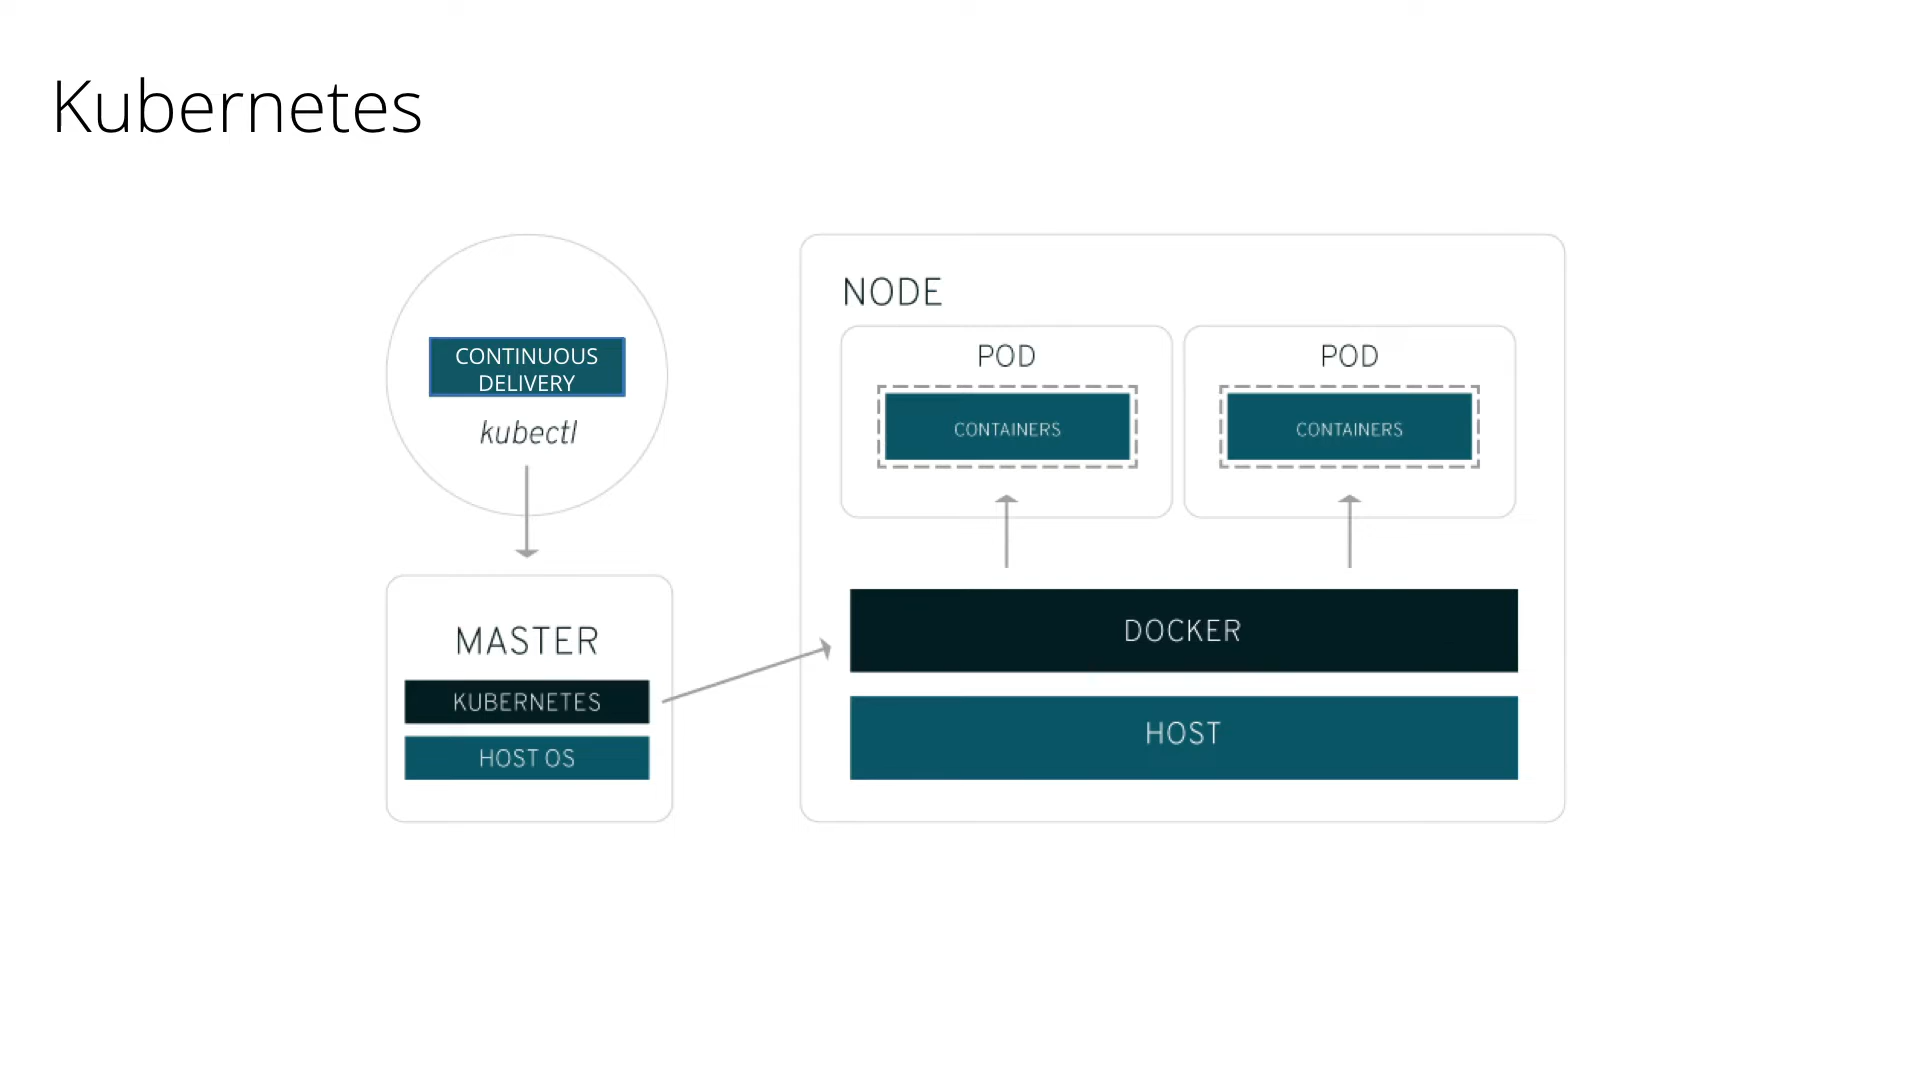 Kubernetes
CONTINUOUS
DELIVERY
kubectl
MASTER
KUBERNETES
HOST OS
NODE
POD
CONTAINERS
POD
CONTAINERS
DOCKER
HOST